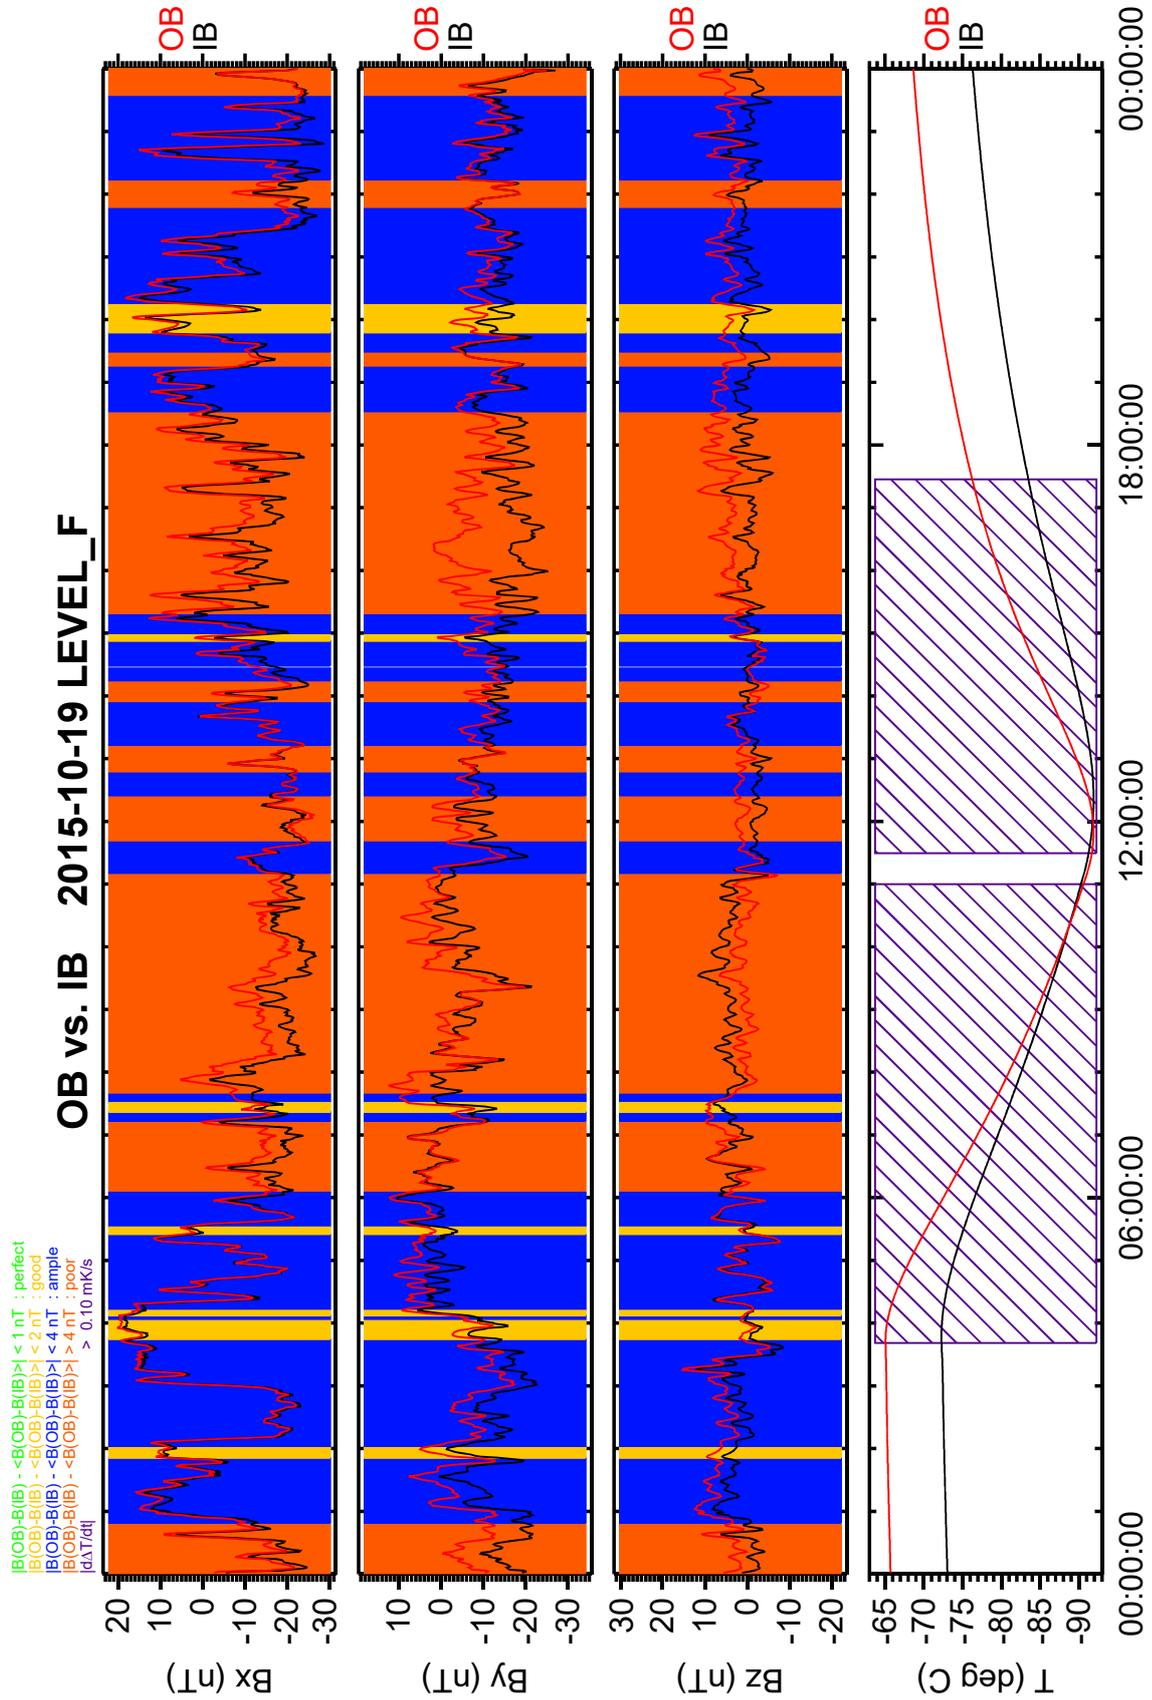 |B(OB)-B(IB) - <B(OB)-B(IB)>| < 1 nT : perfect
|B(OB)-B(IB) - <B(OB)-B(IB)>| < 2 nT : good
|B(OB)-B(IB) - <B(OB)-B(IB)>| < 4 nT : ample
|B(OB)-B(IB) - <B(OB)-B(IB)>| > 4 nT : poor
|dΔT/dt| > 0.10 mK/s
OB vs. IB 2015-10-19 LEVEL_F
Bx (nT)
20
10
0
-10
-20
-30
OB
IB
By (nT)
10
0
-10
-20
-30
OB
IB
Bz (nT)
30
20
10
0
-10
-20
OB
IB
T (deg C)
-65
-70
-75
-80
-85
-90
OB
IB
00:00:00 06:00:00 12:00:00 18:00:00 00:00:00